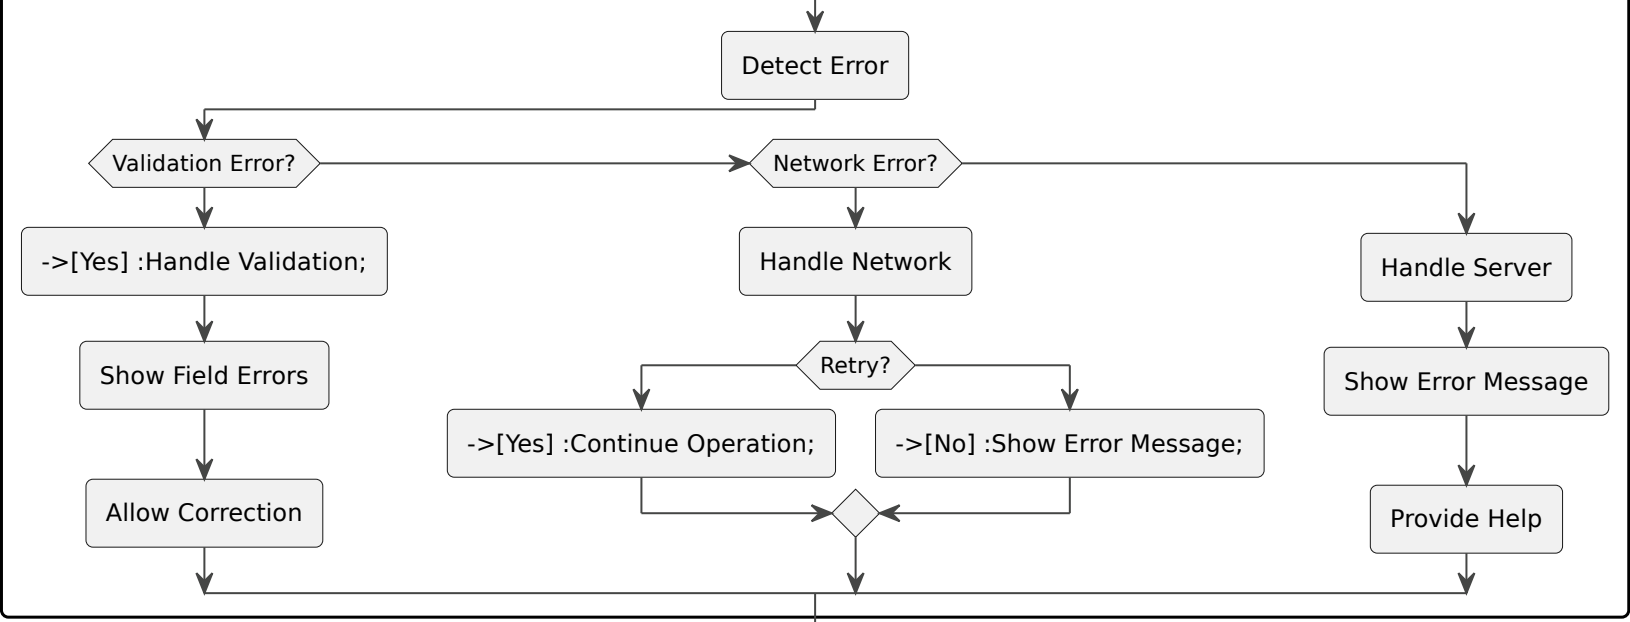 Detect Error
Validation Error?
Network Error?
->[Yes] :Handle Validation;
Handle Network
Handle Server
Show Field Errors
Retry?
Show Error Message
->[Yes] :Continue Operation;
->[No] :Show Error Message;
Allow Correction
Provide Help